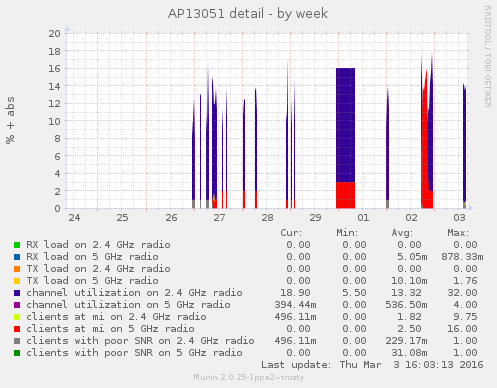 AP13051 detail - by week
RRDTOOL / TOBI OETIKER
% + abs
20
18
16
14
12
10
8
6
4
2
0
24 25 26 27 28 29 01 02 03
Cur: Min: Avg: Max:
RX load on 2.4 GHz radio 0.00 0.00 0.00 0.00
RX load on 5 GHz radio 0.00 0.00 5.05m 878.33m
TX load on 2.4 GHz radio 0.00 0.00 0.00 0.00
TX load on 5 GHz radio 0.00 0.00 10.10m 1.76
channel utilization on 2.4 GHz radio 18.90 5.50 13.32 32.00
channel utilization on 5 GHz radio 394.44m 0.00 536.50m 4.00
clients at mi on 2.4 GHz radio 496.11m 0.00 1.82 9.75
clients at mi on 5 GHz radio 0.00 0.00 2.50 16.00
clients with poor SNR on 2.4 GHz radio 496.11m 0.00 229.17m 1.00
clients with poor SNR on 5 GHz radio 0.00 0.00 31.08m 1.00
Last update: Thu Mar 3 16:03:13 2016
Munin 2.0.25-1ppa2~trusty